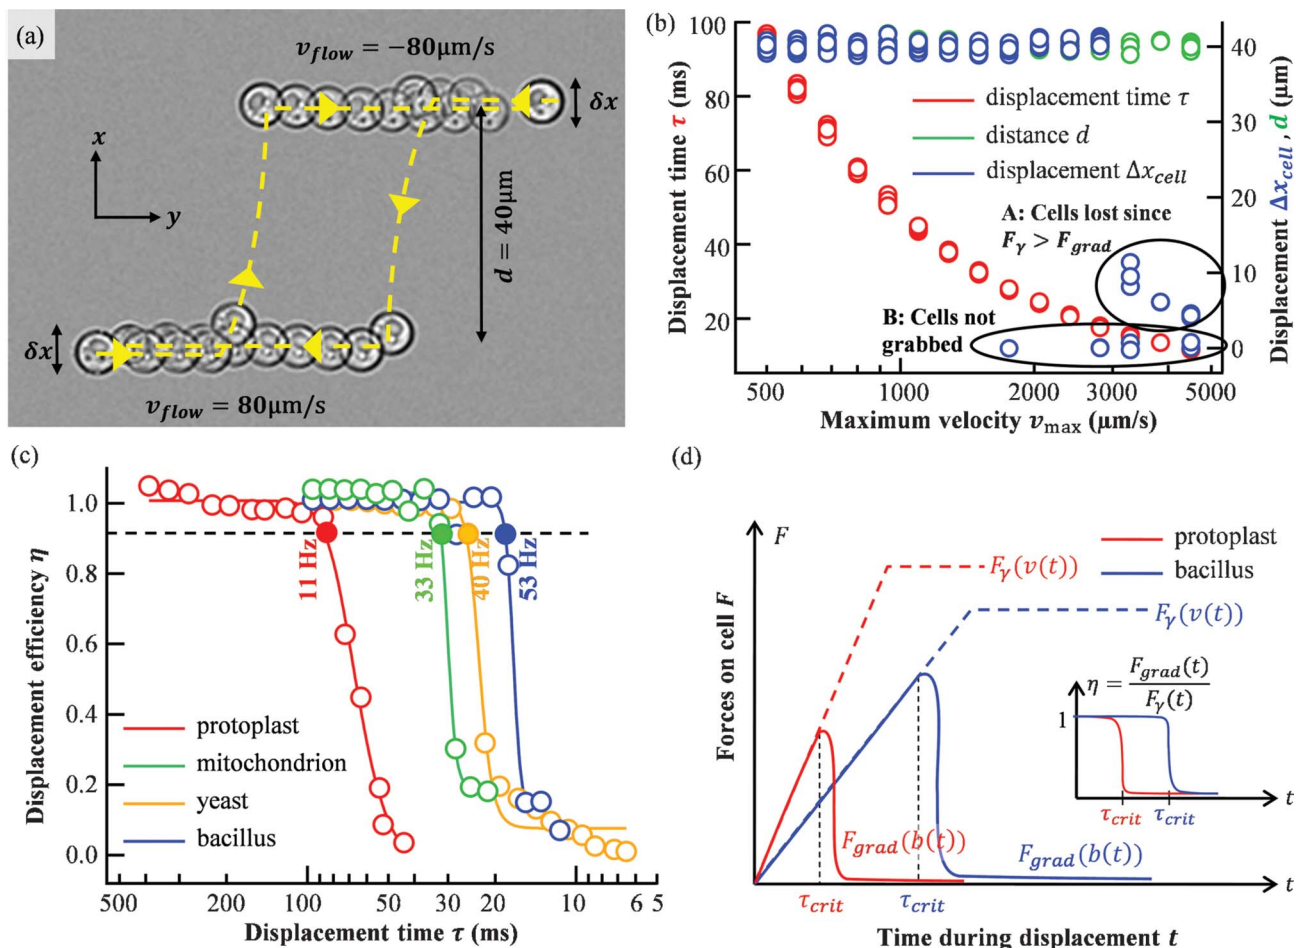 (a)
v_flow = −80μm/s
δx
x
y
d = 40μm
δx
v_flow = 80μm/s
(b)
Displacement time τ (ms)
100
80
60
40
20
displacement time τ
distance d
displacement Δx_cell
A: Cells lost since
F_γ > F_grad
B: Cells not
grabbed
40
30
20
10
0
Displacement Δx_cell, d (μm)
500
1000
2000
3000
5000
Maximum velocity v_max (μm/s)
(c)
Displacement efficiency η
1.0
0.8
0.6
0.4
0.2
0.0
11 Hz
33 Hz
40 Hz
53 Hz
protoplast
mitochondrion
yeast
bacillus
500
200
100
50
20
10
6
5
Displacement time τ (ms)
(d)
F
Forces on cell F
protoplast
bacillus
F_γ(v(t))
F_γ(v(t))
η = F_grad(t)
F_γ(t)
1
t
τ_crit
τ_crit
F_grad(b(t))
F_grad(b(t))
t
τ_crit
τ_crit
Time during displacement t